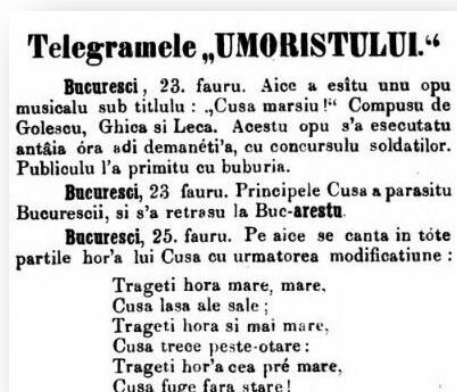 Telegramele „UMORISTULUI.“
Bucuresci, 23. fauru. Aice a esîtu unu opu
musicalu sub titlulu : „Cusa marsiu!“ Compusu de
Golescu, Ghica si Leca. Acestu opu s'a esecutatu
antâia óra adi demanéti'a, cu concursulu soldatilor.
Publiculu l'a primitu cu buburia.
Bucuresci, 23 fauru. Principele Cusa a parasitu
Bucurescii, si s'a retrasu la Buc-arestu.
Bucuresci, 25. fauru. Pe aice se canta in tóte
partile hor'a lui Cusa cu urmatorea modificatiune :
Trageti hora mare, mare,
Cusa lasa ale sale ;
Trageti hora si mai mare,
Cusa trece peste-otare :
Trageti hor'a cea pré mare,
Cusa fuge fara stare!